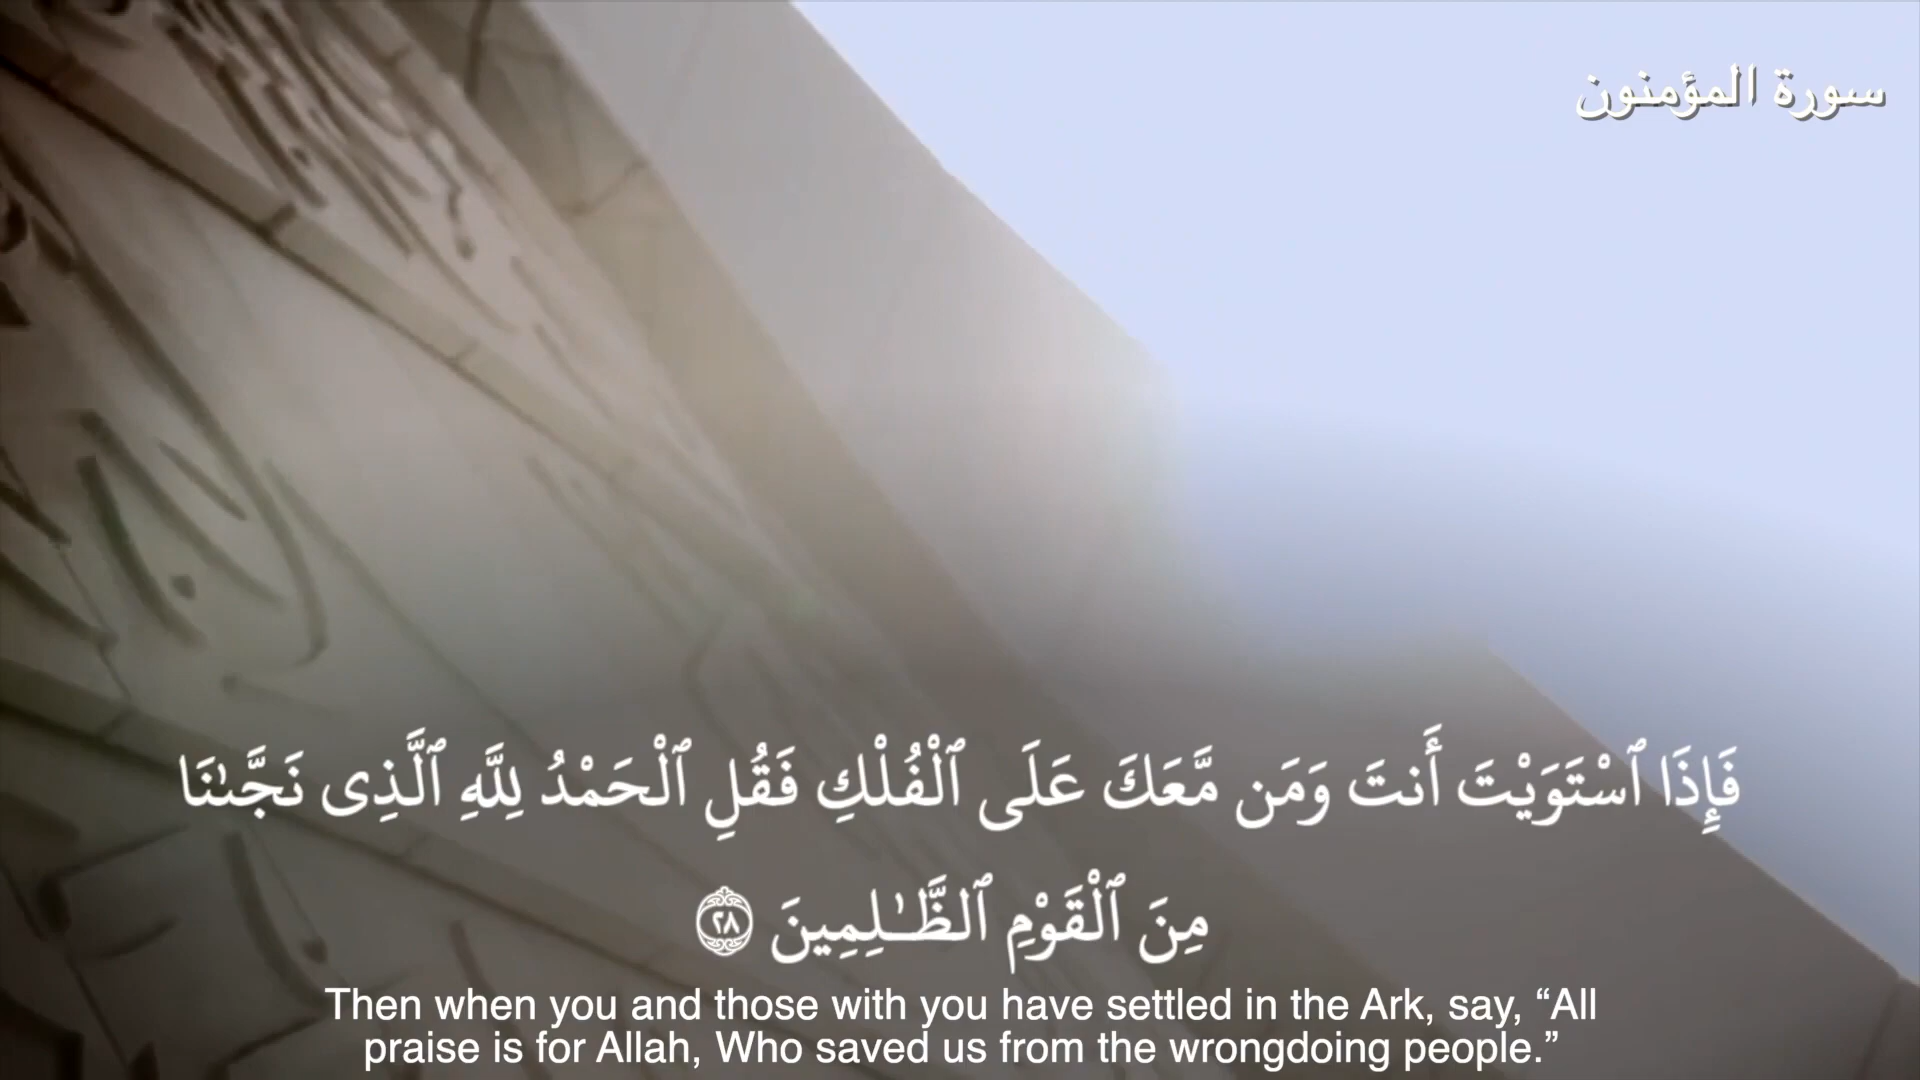 سورة المؤمنون
فَإِذَا ٱسْتَوَيْتَ أَنتَ وَمَن مَّعَكَ عَلَى ٱلْفُلْكِ فَقُلِ ٱلْحَمْدُ لِلَّهِ ٱلَّذِى نَجَّىٰنَا
مِنَ ٱلْقَوْمِ ٱلظَّـٰلِمِينَ ٢٨
Then when you and those with you have settled in the Ark, say, “All
praise is for Allah, Who saved us from the wrongdoing people.”